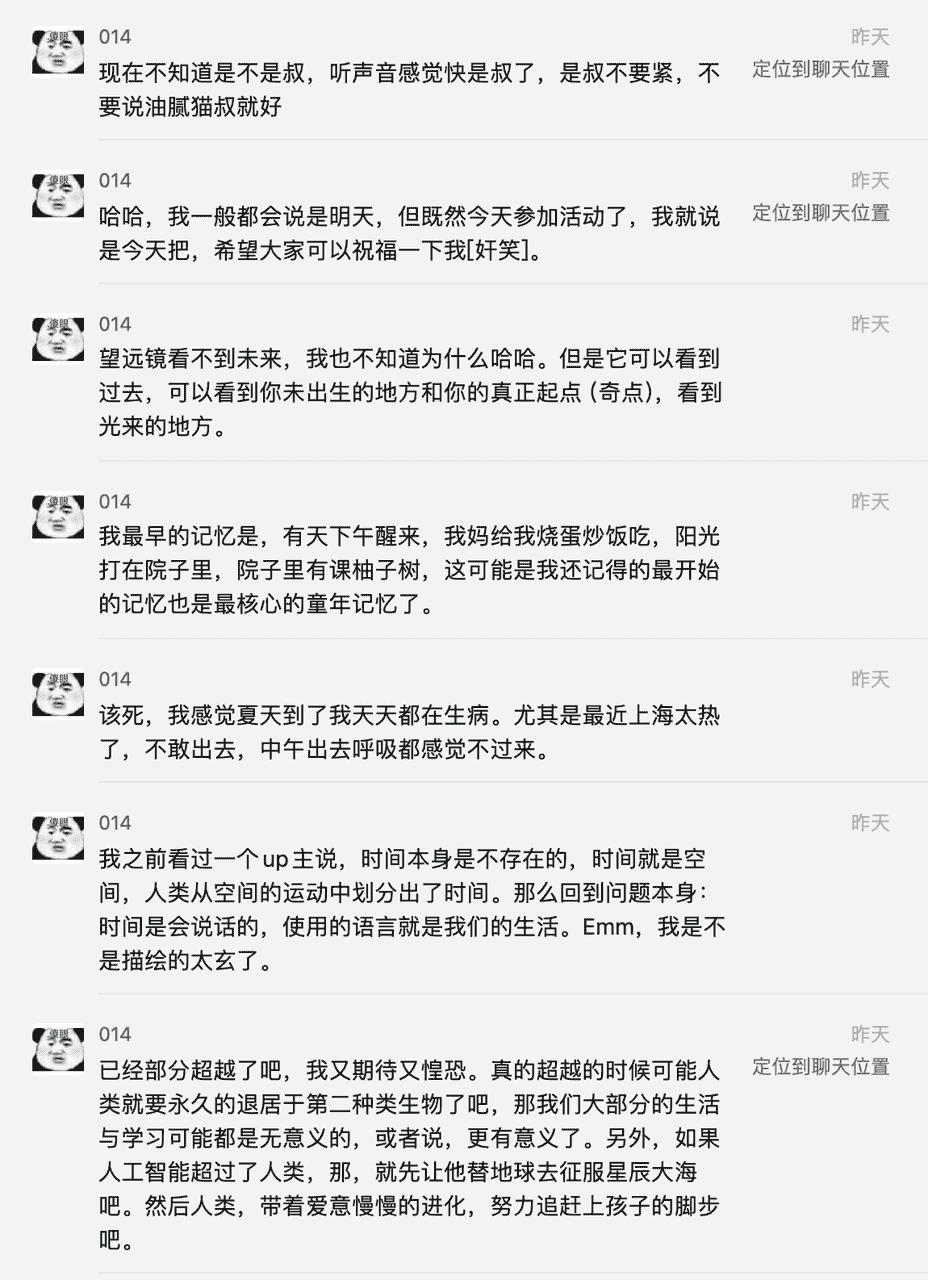 傻眼
014
昨天
现在不知道是不是叔，听声音感觉快是叔了，是叔不要紧，不
定位到聊天位置
要说油腻猫叔就好
傻眼
014
昨天
哈哈，我一般都会说是明天，但既然今天参加活动了，我就说
定位到聊天位置
是今天把，希望大家可以祝福一下我[奸笑]。
傻眼
014
昨天
望远镜看不到未来，我也不知道为什么哈哈。但是它可以看到
过去，可以看到你未出生的地方和你的真正起点（奇点），看到
光来的地方。
傻眼
014
昨天
我最早的记忆是，有天下午醒来，我妈给我烧蛋炒饭吃，阳光
打在院子里，院子里有课柚子树，这可能是我还记得的最开始
的记忆也是最核心的童年记忆了。
傻眼
014
昨天
该死，我感觉夏天到了我天天都在生病。尤其是最近上海太热
了，不敢出去，中午出去呼吸都感觉不过来。
傻眼
014
昨天
我之前看过一个up主说，时间本身是不存在的，时间就是空
间，人类从空间的运动中划分出了时间。那么回到问题本身：
时间是会说话的，使用的语言就是我们的生活。Emm，我是不
是描绘的太玄了。
傻眼
014
昨天
已经部分超越了吧，我又期待又惶恐。真的超越的时候可能人
定位到聊天位置
类就要永久的退居于第二种类生物了吧，那我们大部分的生活
与学习可能都是无意义的，或者说，更有意义了。另外，如果
人工智能超过了人类，那，就先让他替地球去征服星辰大海
吧。然后人类，带着爱意慢慢的进化，努力追赶上孩子的脚步
吧。